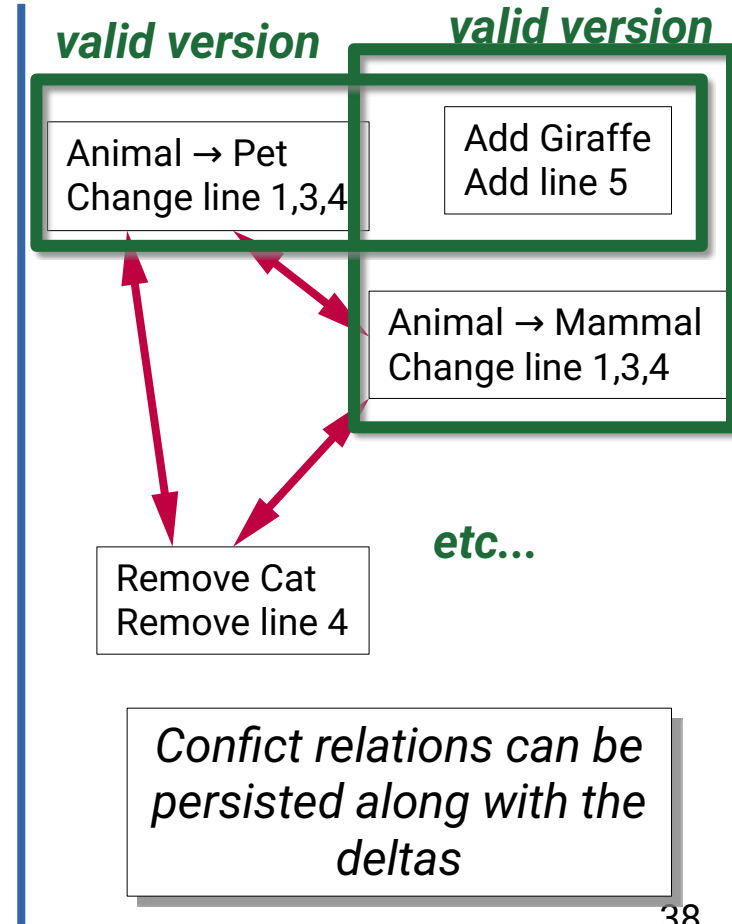 valid version
valid version
Animal → Pet
Change line 1,3,4
Add Giraffe
Add line 5
Animal → Mammal
Change line 1,3,4
etc...
Remove Cat
Remove line 4
Confict relations can be
persisted along with the
deltas
38